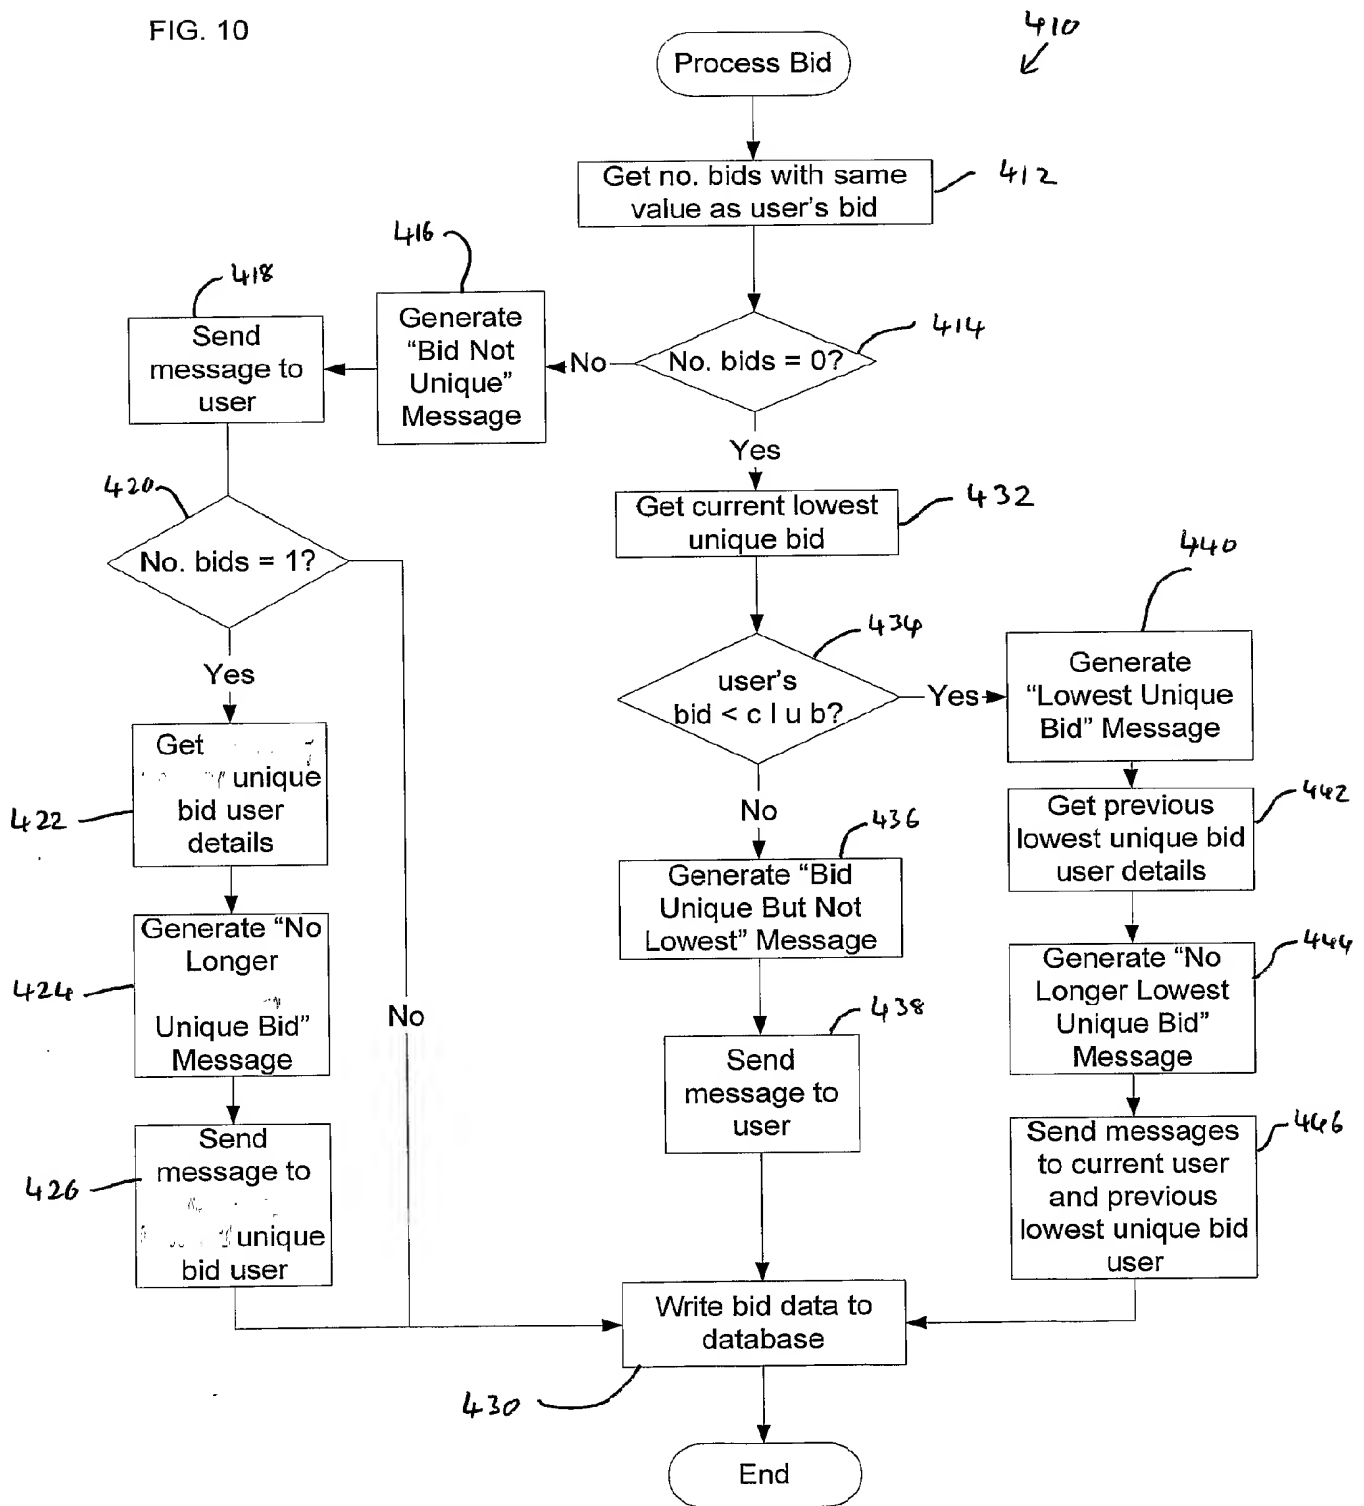 FIG. 10
410
Process Bid
Get no. bids with same
value as user's bid
412
416
418
Send
message to
user
Generate
“Bid Not
Unique”
Message
No
No. bids = 0?
414
Yes
420
No. bids = 1?
Get current lowest
unique bid
432
440
434
user's
bid < c l u b?
Yes
Generate
“Lowest Unique
Bid” Message
Yes
Get
unique
bid user
details
422
No
436
Get previous
lowest unique bid
user details
442
Generate “Bid
Unique But Not
Lowest” Message
Generate “No
Longer
Unique Bid”
Message
424
No
438
Generate “No
Longer Lowest
Unique Bid”
Message
444
Send
message to
user
Send
message to
unique
bid user
426
Send messages
to current user
and previous
lowest unique bid
user
446
Write bid data to
database
430
End